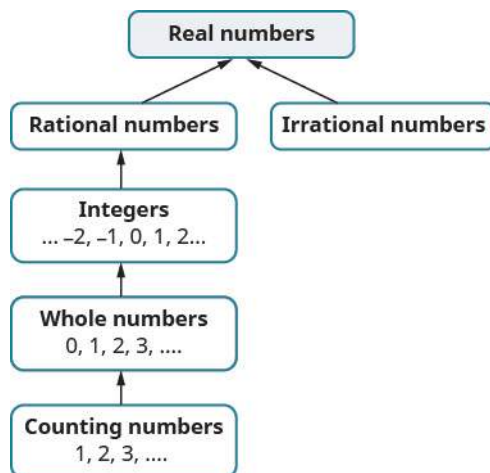 Real numbers
Rational numbers
Irrational numbers
Integers
... –2, –1, 0, 1, 2...
Whole numbers
0, 1, 2, 3, ....
Counting numbers
1, 2, 3, ....